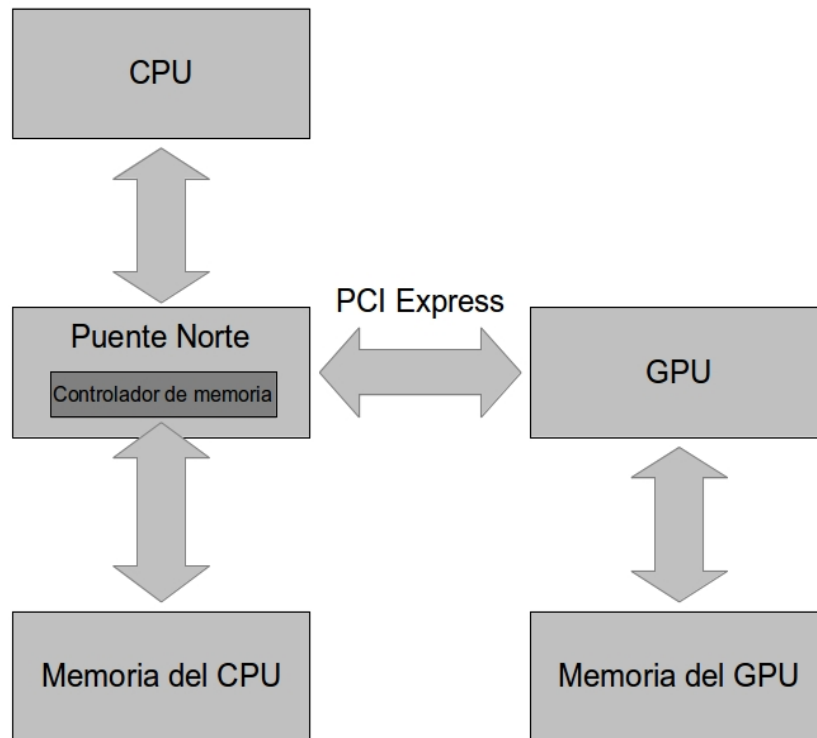 CPU
PCI Express
Puente Norte
Controlador de memoria
GPU
Memoria del CPU
Memoria del GPU